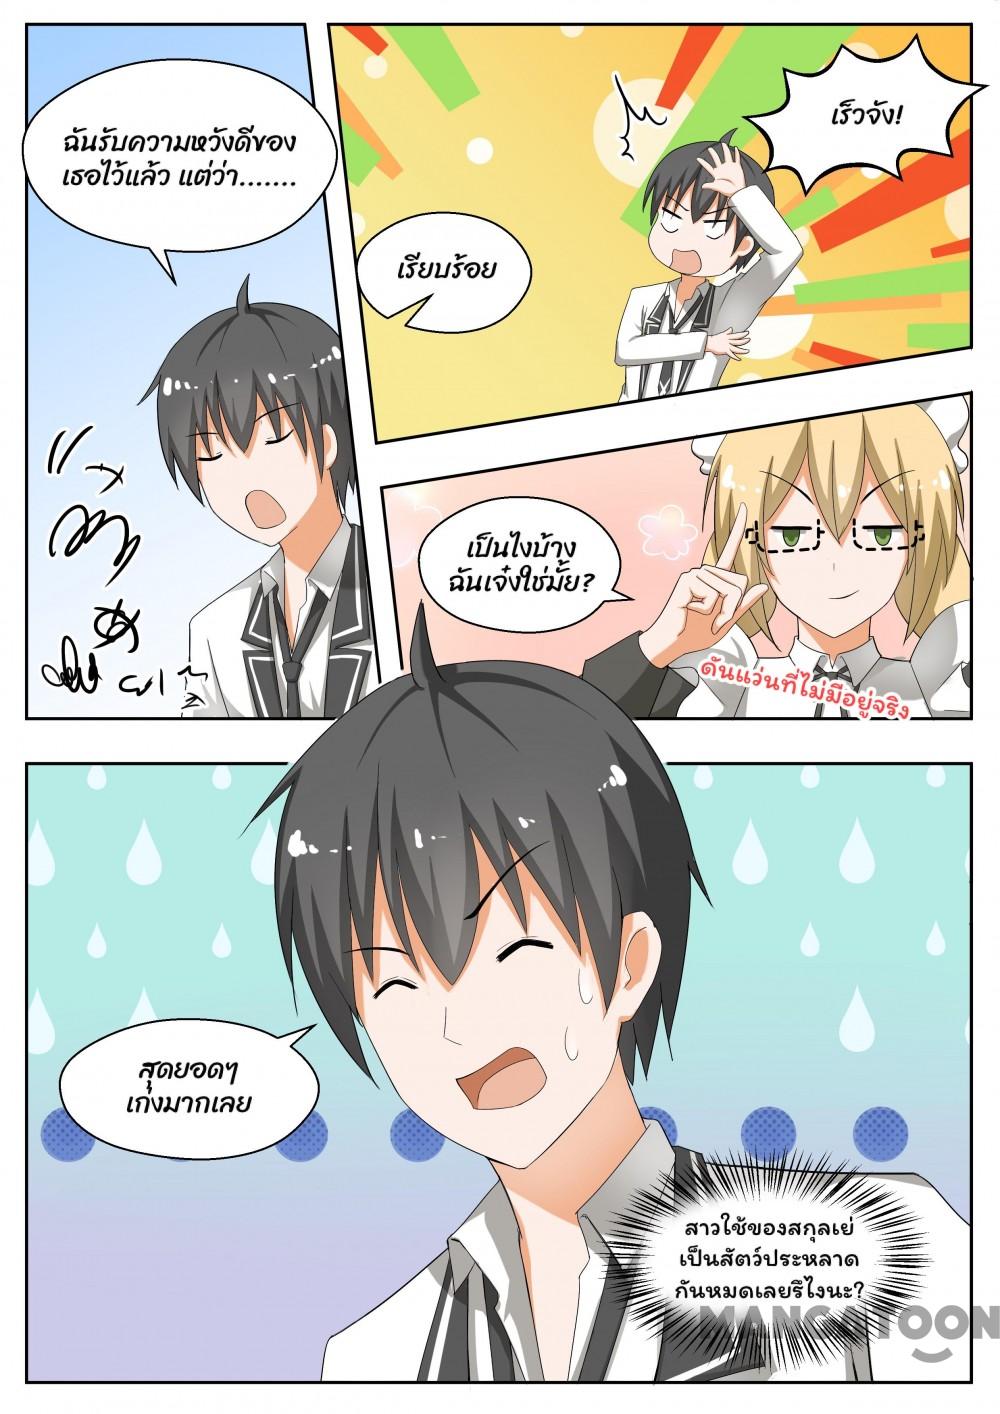 ฉันรับความหวังดีของ
เธอไว้แล้ว แต่ว่า.......
เร็วจัง!
เรียบร้อย
เป็นไงบ้าง
ฉันเจ๋งใช่มั้ย?
ดันแว่นที่ไม่มีอยู่จริง
สุดยอดๆ
เก่งมากเลย
สาวใช้ของสกุลเย่
เป็นสัตว์ประหลาด
กันหมดเลยรึไงนะ?
MANGATOON